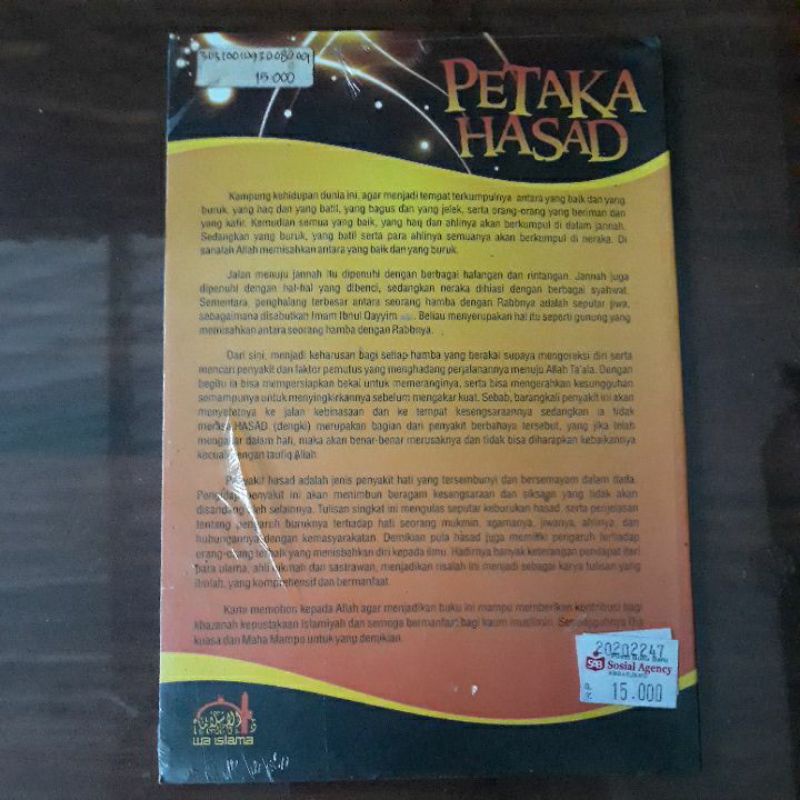 15.000
PETAKA
HASAD
Kampung kehidupan dunia ini, agar menjadi tempat terkumpulnya antara yang baik dan yang
buruk, yang haq dan yang batil, yang bagus dan yang jelek, serta orang-orang yang beriman dan
yang kafir. Kemudian semua yang baik, yang haq dan ahlinya akan berkumpul di dalam jannah.
Sedangkan yang buruk, yang batil serta para ahlinya semuanya akan berkumpul di neraka. Di
sanalah Allah memisahkan antara yang baik dan yang buruk.
Jalan menuju jannah itu dipenuhi dengan berbagai halangan dan rintangan. Jannah juga
dipenuhi dengan hal-hal yang dibenci, sedangkan neraka dihiasi dengan berbagai syahwat.
Sementara, penghalang terbesar antara seorang hamba dengan Rabbnya adalah seputar jiwa,
sebagaimana disebutkan Imam Ibnul Qayyim. Beliau menyerupakan hal itu seperti gunung yang
memisahkan antara seorang hamba dengan Rabbnya.
Dari sini, menjadi keharusan bagi setiap hamba yang berakal supaya mengoreksi diri serta
mencari penyakit dan faktor pemutus yang menghadang perjalanannya menuju Allah Ta'ala. Dengan
begitu ia bisa mempersiapkan bekal untuk memeranginya, serta bisa mengerahkan kesungguhan
semampunya untuk menyingkirkannya sebelum mengakar kuat. Sebab, barangkali penyakit ini akan
menyeretnya ke jalan kebinasaan dan ke tempat kesengsaraannya sedangkan ia tidak
HASAD (dengki) merupakan bagian dari penyakit berbahaya tersebut, yang jika telah
mengakar dalam hati, maka akan benar-benar merusaknya dan tidak bisa diharapkan kebaikannya
kecuali dengan taufiq Allah.
Penyakit hasad adalah jenis penyakit hati yang tersembunyi dan bersemayam dalam dada.
penyakit ini akan menimbun beragam kesengsaraan dan siksaan yang tidak akan
disandang oleh selainnya. Tulisan singkat ini mengulas seputar keburukan hasad, serta penjelasan
tentang pengaruh buruknya terhadap hati seorang mukmin, agamanya, jiwanya, ahlinya, dan
hubungannya dengan kemasyarakatan. Demikian pula hasad juga memiliki pengaruh terhadap
orang-orang terbaik yang menisbahkan diri kepada ilmu. Hadirnya banyak keterangan pendapat dari
para ulama, ahli hikmah dan sastrawan, menjadikan risalah ini menjadi sebagai karya tulisan yang
ilmiah, yang komprehensif dan bermanfaat.
Kami memohon kepada Allah agar menjadikan buku ini mampu memberikan kontribusi bagi
khazanah kepustakaan Islamiyah dan semoga bermanfaat bagi kaum muslimin. Sesungguhnya Dia
kuasa dan Maha Mampu untuk yang demikian.
20202247
SAB Sosial Agency
15.000
wa islama